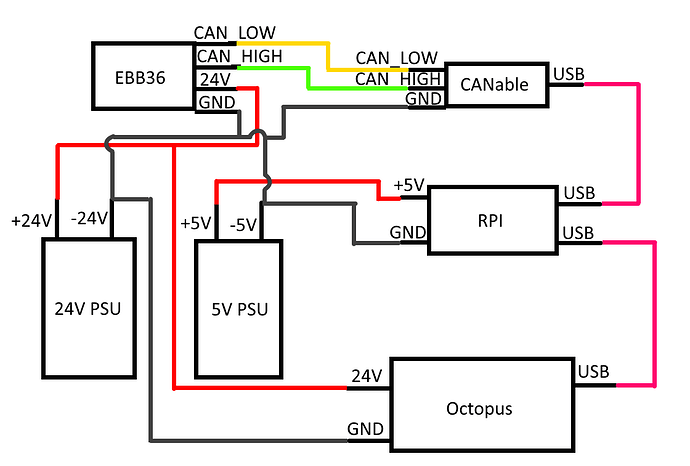 CAN_LOW
CAN_HIGH
EBB36
24V
GND
CAN_LOW
CAN_HIGH
GND
CANable
USB
+24V
-24V
24V PSU
+5V
-5V
5V PSU
+5V
GND
RPI
USB
USB
24V
GND
Octopus
USB